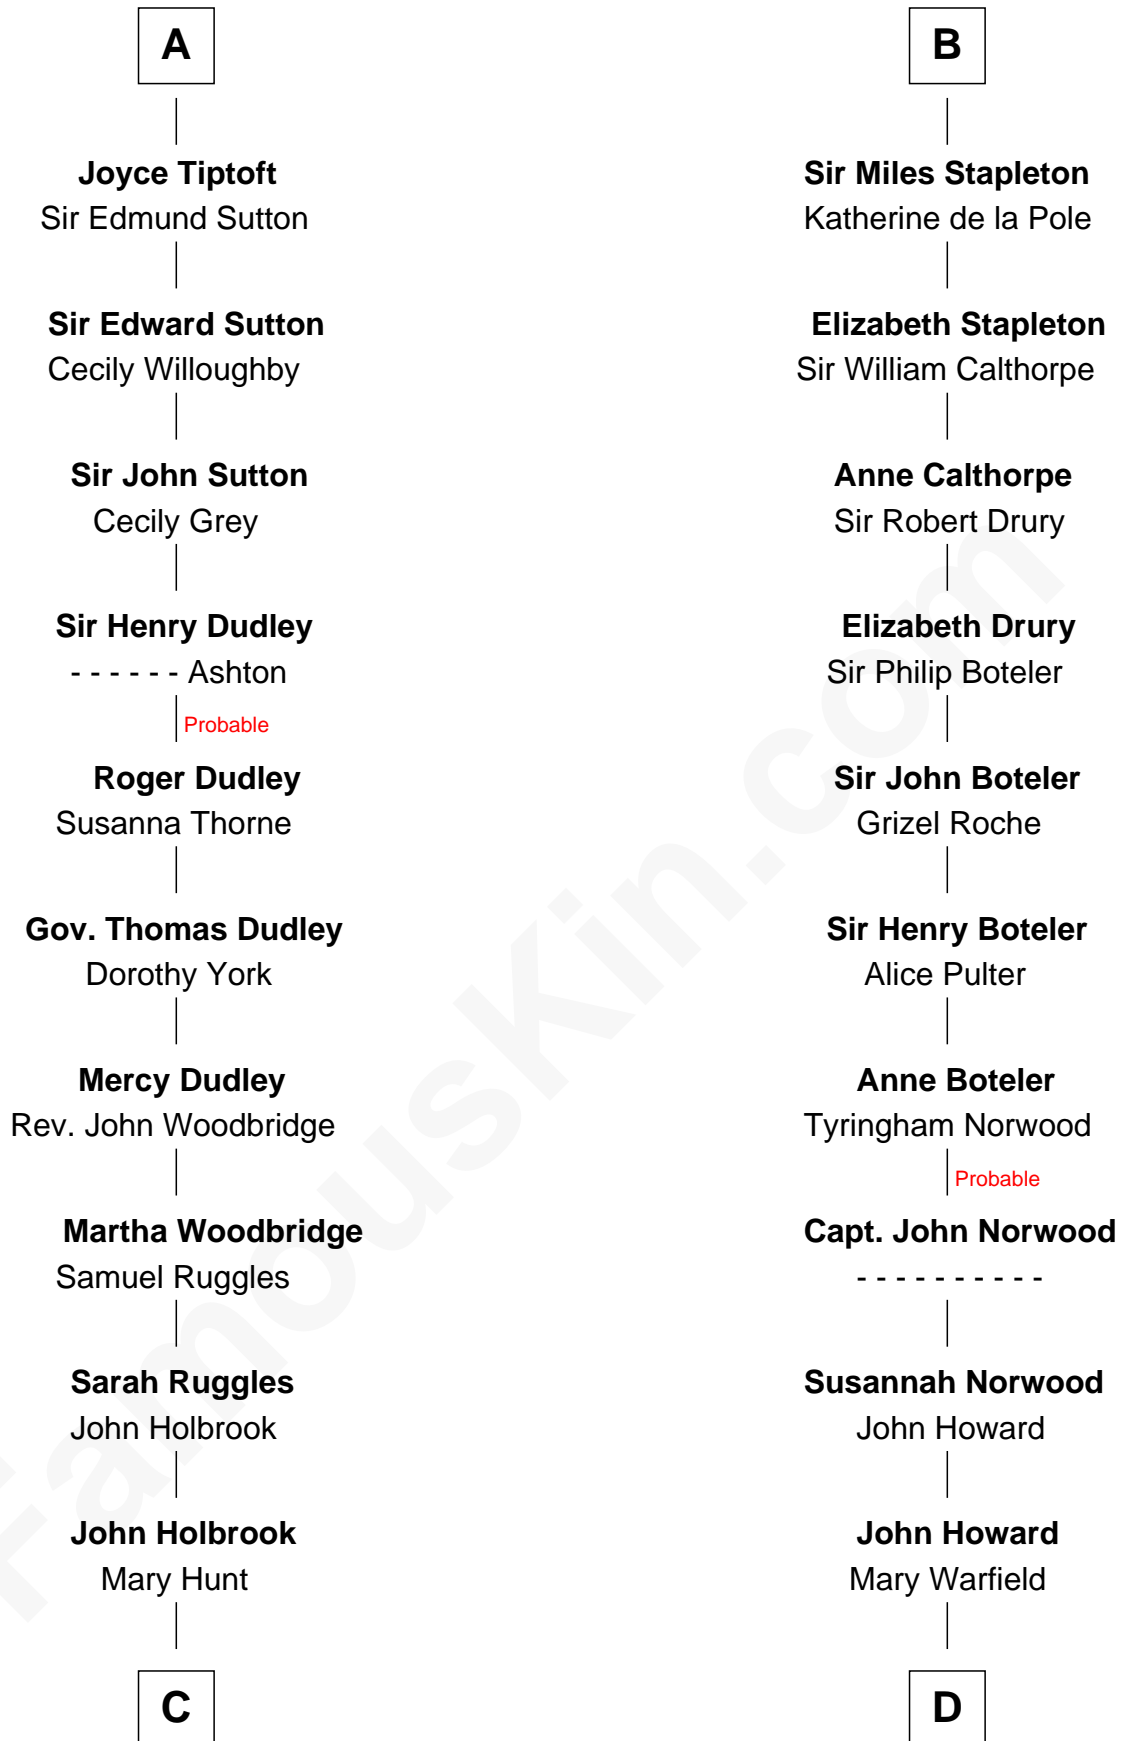 A
Joyce Tiptoft
Sir Edmund Sutton
Sir Edward Sutton
Cecily Willoughby
Sir John Sutton
Cecily Grey
Sir Henry Dudley
- - - - - - Ashton
Probable
Roger Dudley
Susanna Thorne
Gov. Thomas Dudley
Dorothy York
Mercy Dudley
Rev. John Woodbridge
Martha Woodbridge
Samuel Ruggles
Sarah Ruggles
John Holbrook
John Holbrook
Mary Hunt
C
B
Sir Miles Stapleton
Katherine de la Pole
Elizabeth Stapleton
Sir William Calthorpe
Anne Calthorpe
Sir Robert Drury
Elizabeth Drury
Sir Philip Boteler
Sir John Boteler
Grizel Roche
Sir Henry Boteler
Alice Pulter
Anne Boteler
Tyringham Norwood
Probable
Capt. John Norwood
- - - - - - - - - -
Susannah Norwood
John Howard
John Howard
Mary Warfield
D
FamousKin.com